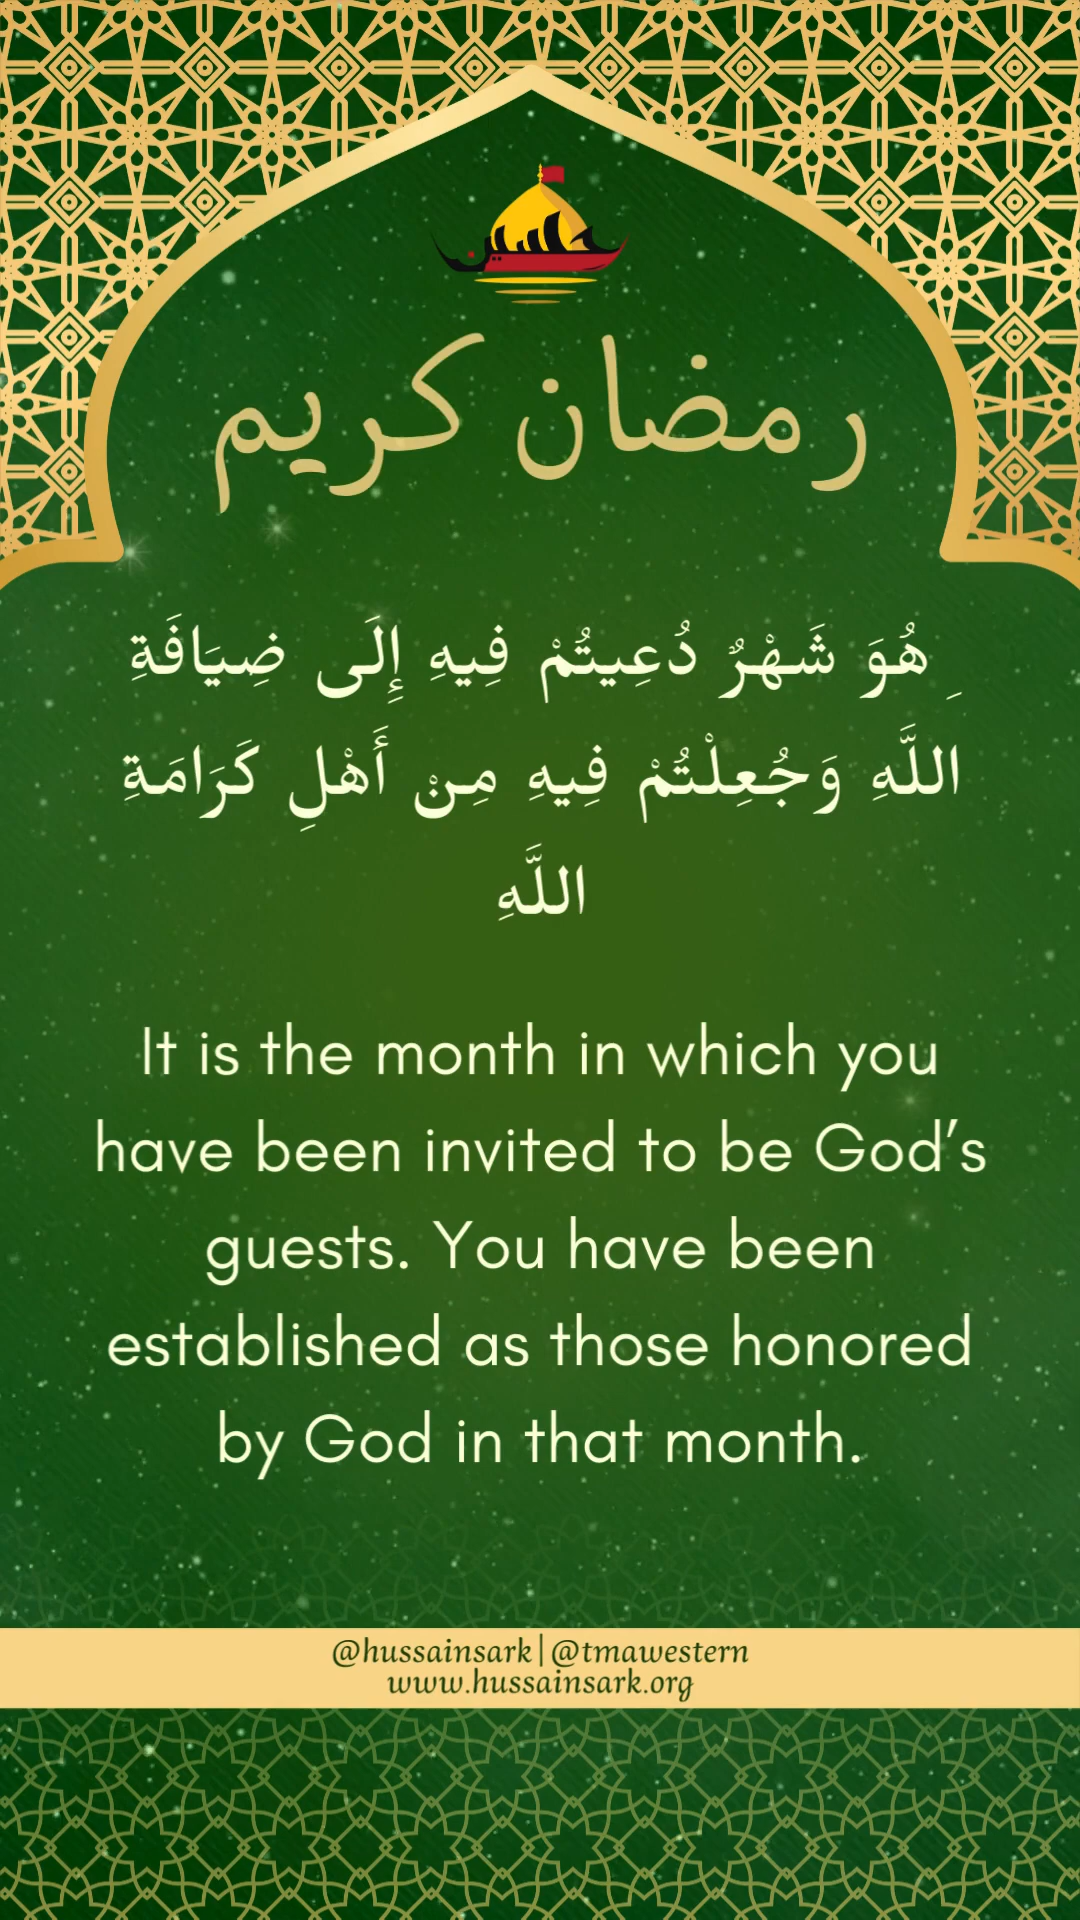 رمضان كريم
هُوَ شَهْرٌ دُعِيتُمْ فِيهِ إِلَى ضِيَافَةِ
اللَّهِ وَجُعِلْتُمْ فِيهِ مِنْ أَهْلِ كَرَامَةِ
اللَّهِ
It is the month in which you
have been invited to be God’s
guests. You have been
established as those honored
by God in that month.
@hussainsark|@tmawestern
www.hussainsark.org